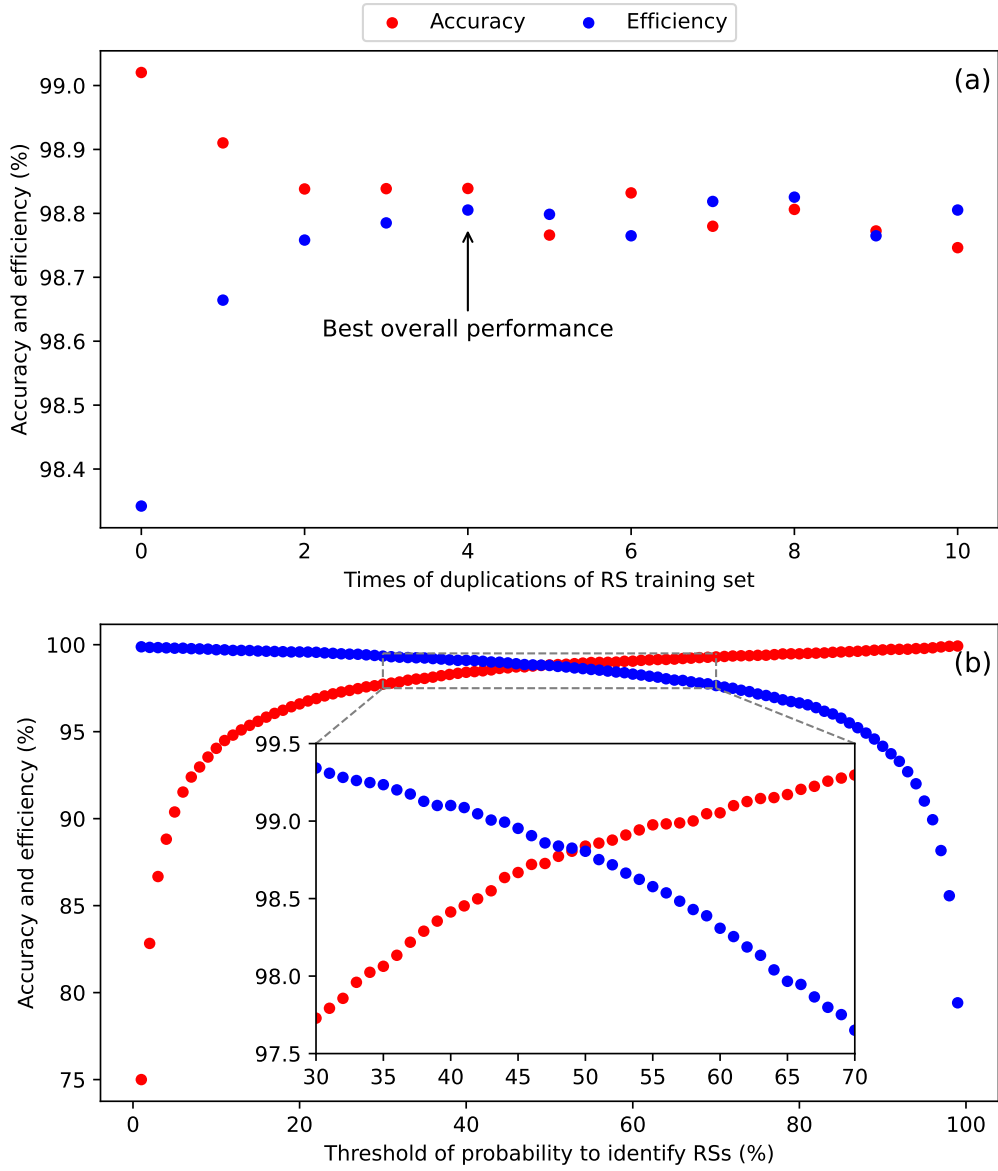 Accuracy Efficiency
(a)
99.0
98.9
98.8
98.7
98.6
98.5
98.4
Accuracy and efficiency (%)
Best overall performance
0 2 4 6 8 10
Times of duplications of RS training set
(b)
100
95
90
85
80
75
Accuracy and efficiency (%)
99.5
99.0
98.5
98.0
97.5
30 35 40 45 50 55 60 65 70
0 20 40 60 80 100
Threshold of probability to identify RSs (%)